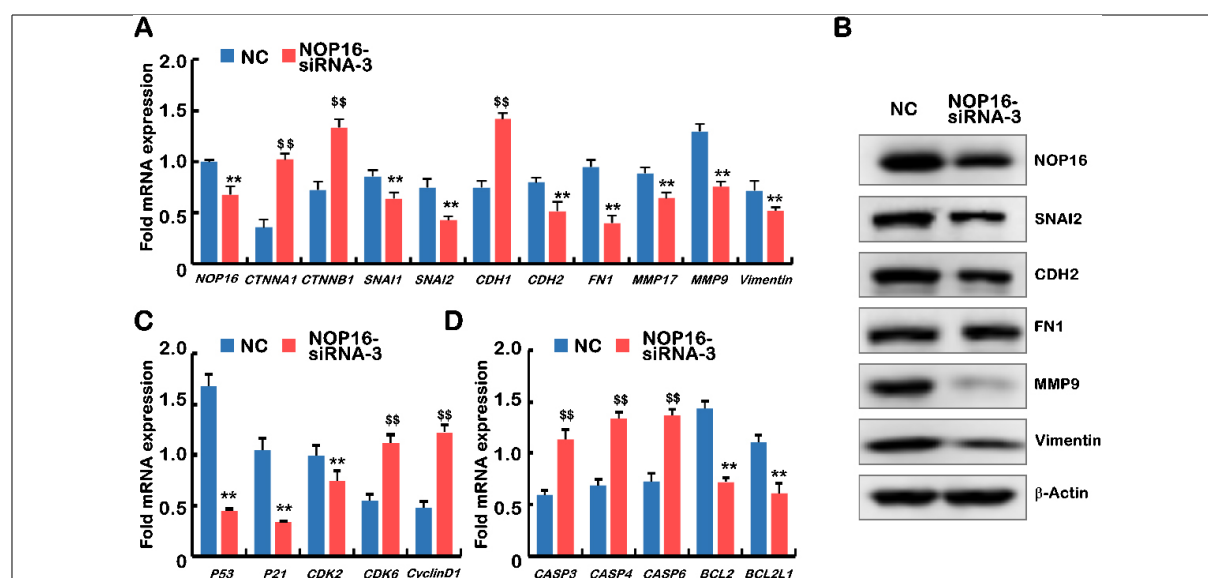 A
NC
NOP16-
siRNA-3
Fold mRNA expression
2.0
1.5
1.0
0.5
0
** $$ $$ ** ** $$ ** ** ** ** **
NOP16 CTNNA1 CTNNB1 SNAI1 SNAI2 CDH1 CDH2 FN1 MMP17 MMP9 Vimentin
B
NC
NOP16-
siRNA-3
NOP16
SNAI2
CDH2
FN1
MMP9
Vimentin
β-Actin
C
NC
NOP16-
siRNA-3
Fold mRNA expression
2.0
1.5
1.0
0.5
0
** ** ** $$ $$
P53 P21 CDK2 CDK6 CyclinD1
D
NC
NOP16-
siRNA-3
Fold mRNA expression
2.0
1.5
1.0
0.5
0
$$ $$ $$ ** **
CASP3 CASP4 CASP6 BCL2 BCL2L1